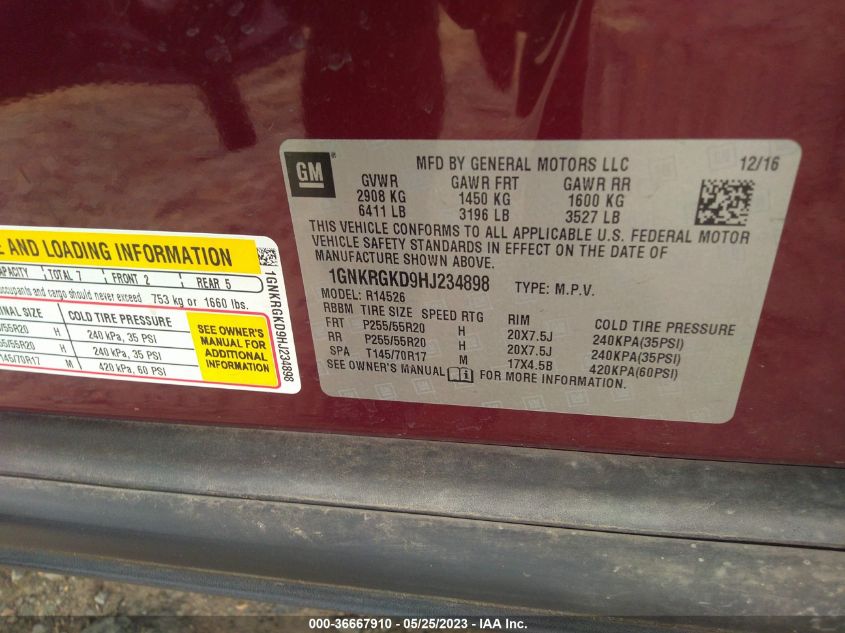 GM
MFD BY GENERAL MOTORS LLC 12/16
GVWR GAWR FRT GAWR RR
2908 KG 1450 KG 1600 KG
6411 LB 3196 LB 3527 LB
THIS VEHICLE CONFORMS TO ALL APPLICABLE U.S. FEDERAL MOTOR
VEHICLE SAFETY STANDARDS IN EFFECT ON THE DATE OF
MANUFACTURE SHOWN ABOVE.
1GNKRGKD9HJ234898 TYPE: M.P.V.
MODEL: R14526
RBBM TIRE SIZE SPEED RTG RIM COLD TIRE PRESSURE
FRT P255/55R20 H 20X7.5J 240KPA(35PSI)
RR P255/55R20 H 20X7.5J 240KPA(35PSI)
SPA T145/70R17 M 17X4.5B 420KPA(60PSI)
SEE OWNER'S MANUAL FOR MORE INFORMATION.
AND LOADING INFORMATION
TOTAL 7 FRONT 2 REAR 5
and cargo should never exceed 753 kg or 1660 lbs.
SIZE COLD TIRE PRESSURE
/55R20 H 240 kPa, 35 PSI
/55R20 H 240 kPa, 35 PSI
T145/70R17 M 420 kPa, 60 PSI
SEE OWNER'S
MANUAL FOR
ADDITIONAL
INFORMATION
1GNKRGKD9HJ234898
000-36667910 - 05/25/2023 - IAA Inc.